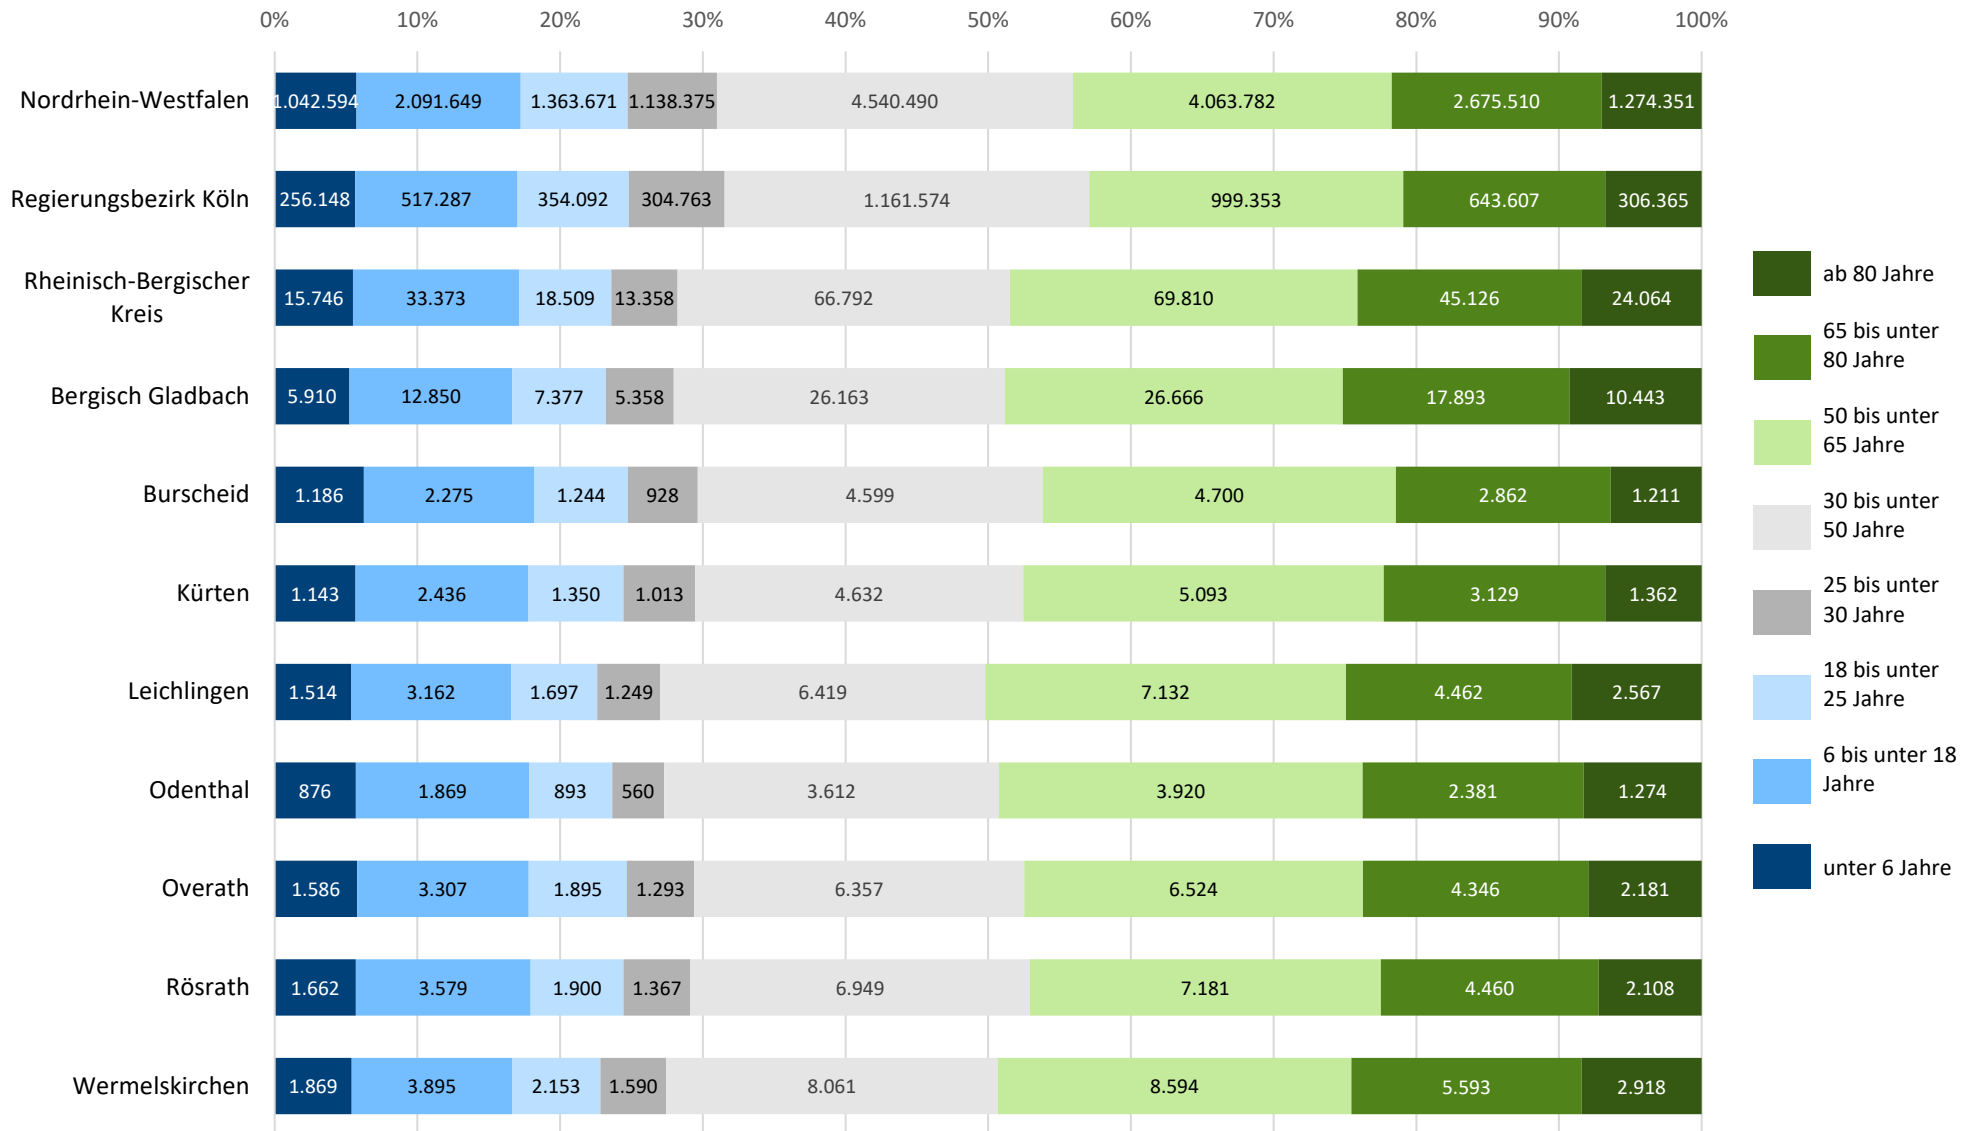 0% 10% 20% 30% 40% 50% 60% 70% 80% 90% 100%
Nordrhein-Westfalen 1.042.594 2.091.649 1.363.671 1.138.375 4.540.490 4.063.782 2.675.510 1.274.351
Regierungsbezirk Köln 256.148 517.287 354.092 304.763 1.161.574 999.353 643.607 306.365
Rheinisch-Bergischer
Kreis
15.746 33.373 18.509 13.358 66.792 69.810 45.126 24.064
Bergisch Gladbach 5.910 12.850 7.377 5.358 26.163 26.666 17.893 10.443
Burscheid 1.186 2.275 1.244 928 4.599 4.700 2.862 1.211
Kürten 1.143 2.436 1.350 1.013 4.632 5.093 3.129 1.362
Leichlingen 1.514 3.162 1.697 1.249 6.419 7.132 4.462 2.567
Odenthal 876 1.869 893 560 3.612 3.920 2.381 1.274
Overath 1.586 3.307 1.895 1.293 6.357 6.524 4.346 2.181
Rösrath 1.662 3.579 1.900 1.367 6.949 7.181 4.460 2.108
Wermelskirchen 1.869 3.895 2.153 1.590 8.061 8.594 5.593 2.918
ab 80 Jahre
65 bis unter
80 Jahre
50 bis unter
65 Jahre
30 bis unter
50 Jahre
25 bis unter
30 Jahre
18 bis unter
25 Jahre
6 bis unter 18
Jahre
unter 6 Jahre